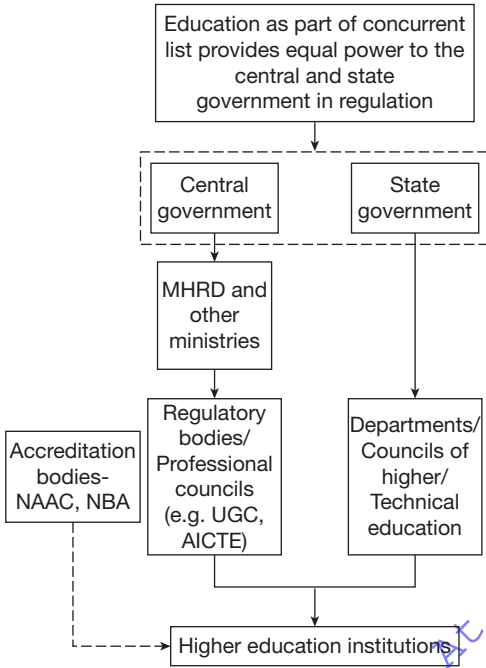 Education as part of concurrent
list provides equal power to the
central and state
government in regulation
Central
government
State
government
MHRD and
other
ministries
Accreditation
bodies-
NAAC, NBA
Regulatory
bodies/
Professional
councils
(e.g. UGC,
AICTE)
Departments/
Councils of
higher/
Technical
education
Higher education institutions
At